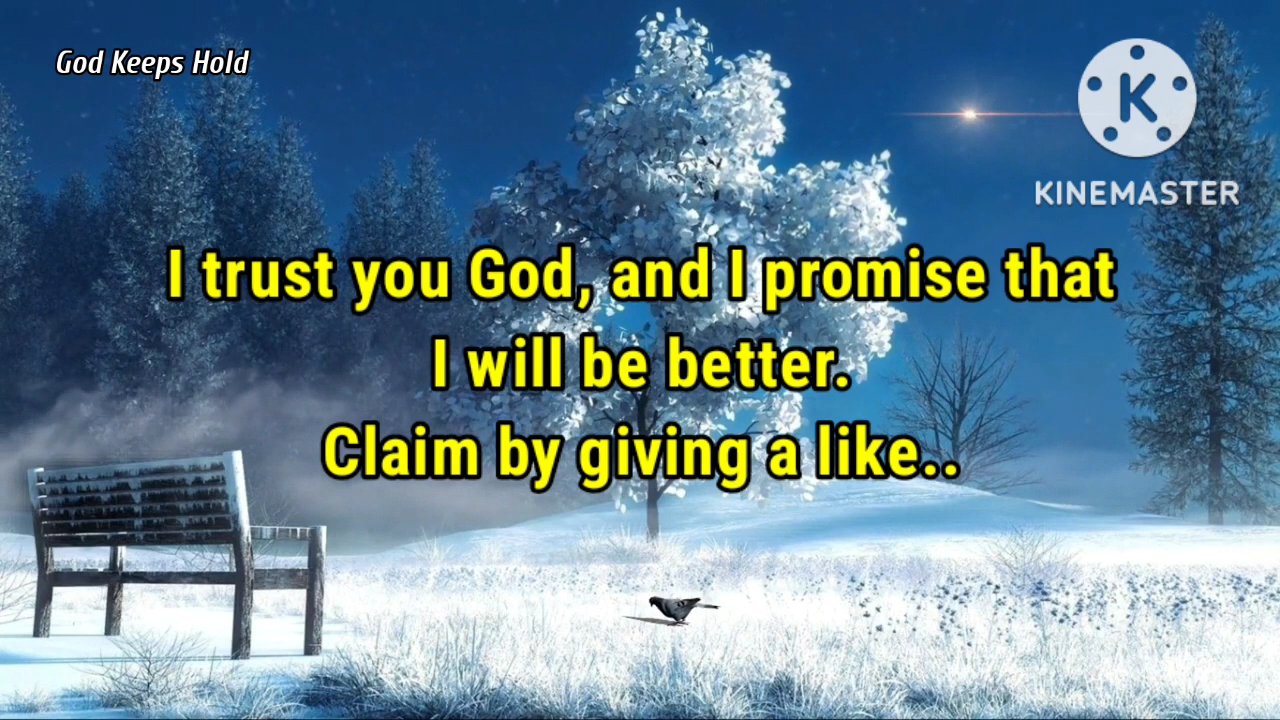 God Keeps Hold
KINEMASTER
I trust you God, and I promise that
I will be better.
Claim by giving a like..